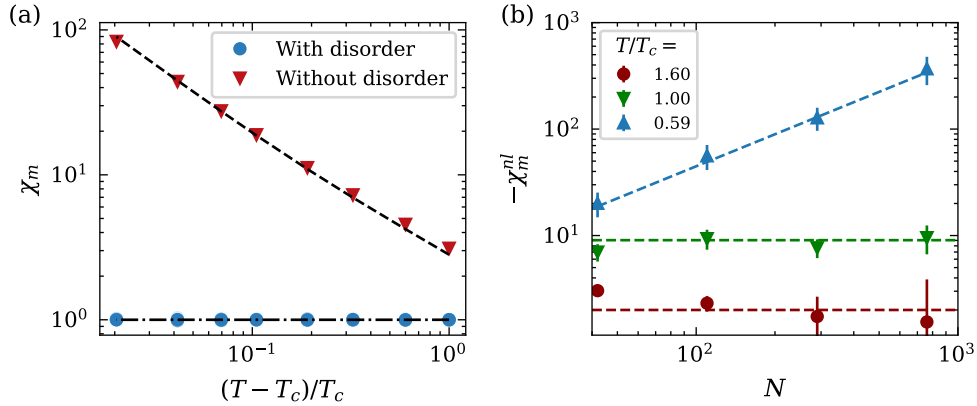 (a)
χ_m
10^2
10^1
10^0
With disorder
Without disorder
10^{-1}
10^0
(T − T_c)/T_c
(b)
−χ_m^{nl}
10^3
10^2
10^1
T/T_c =
1.60
1.00
0.59
10^2
10^3
N